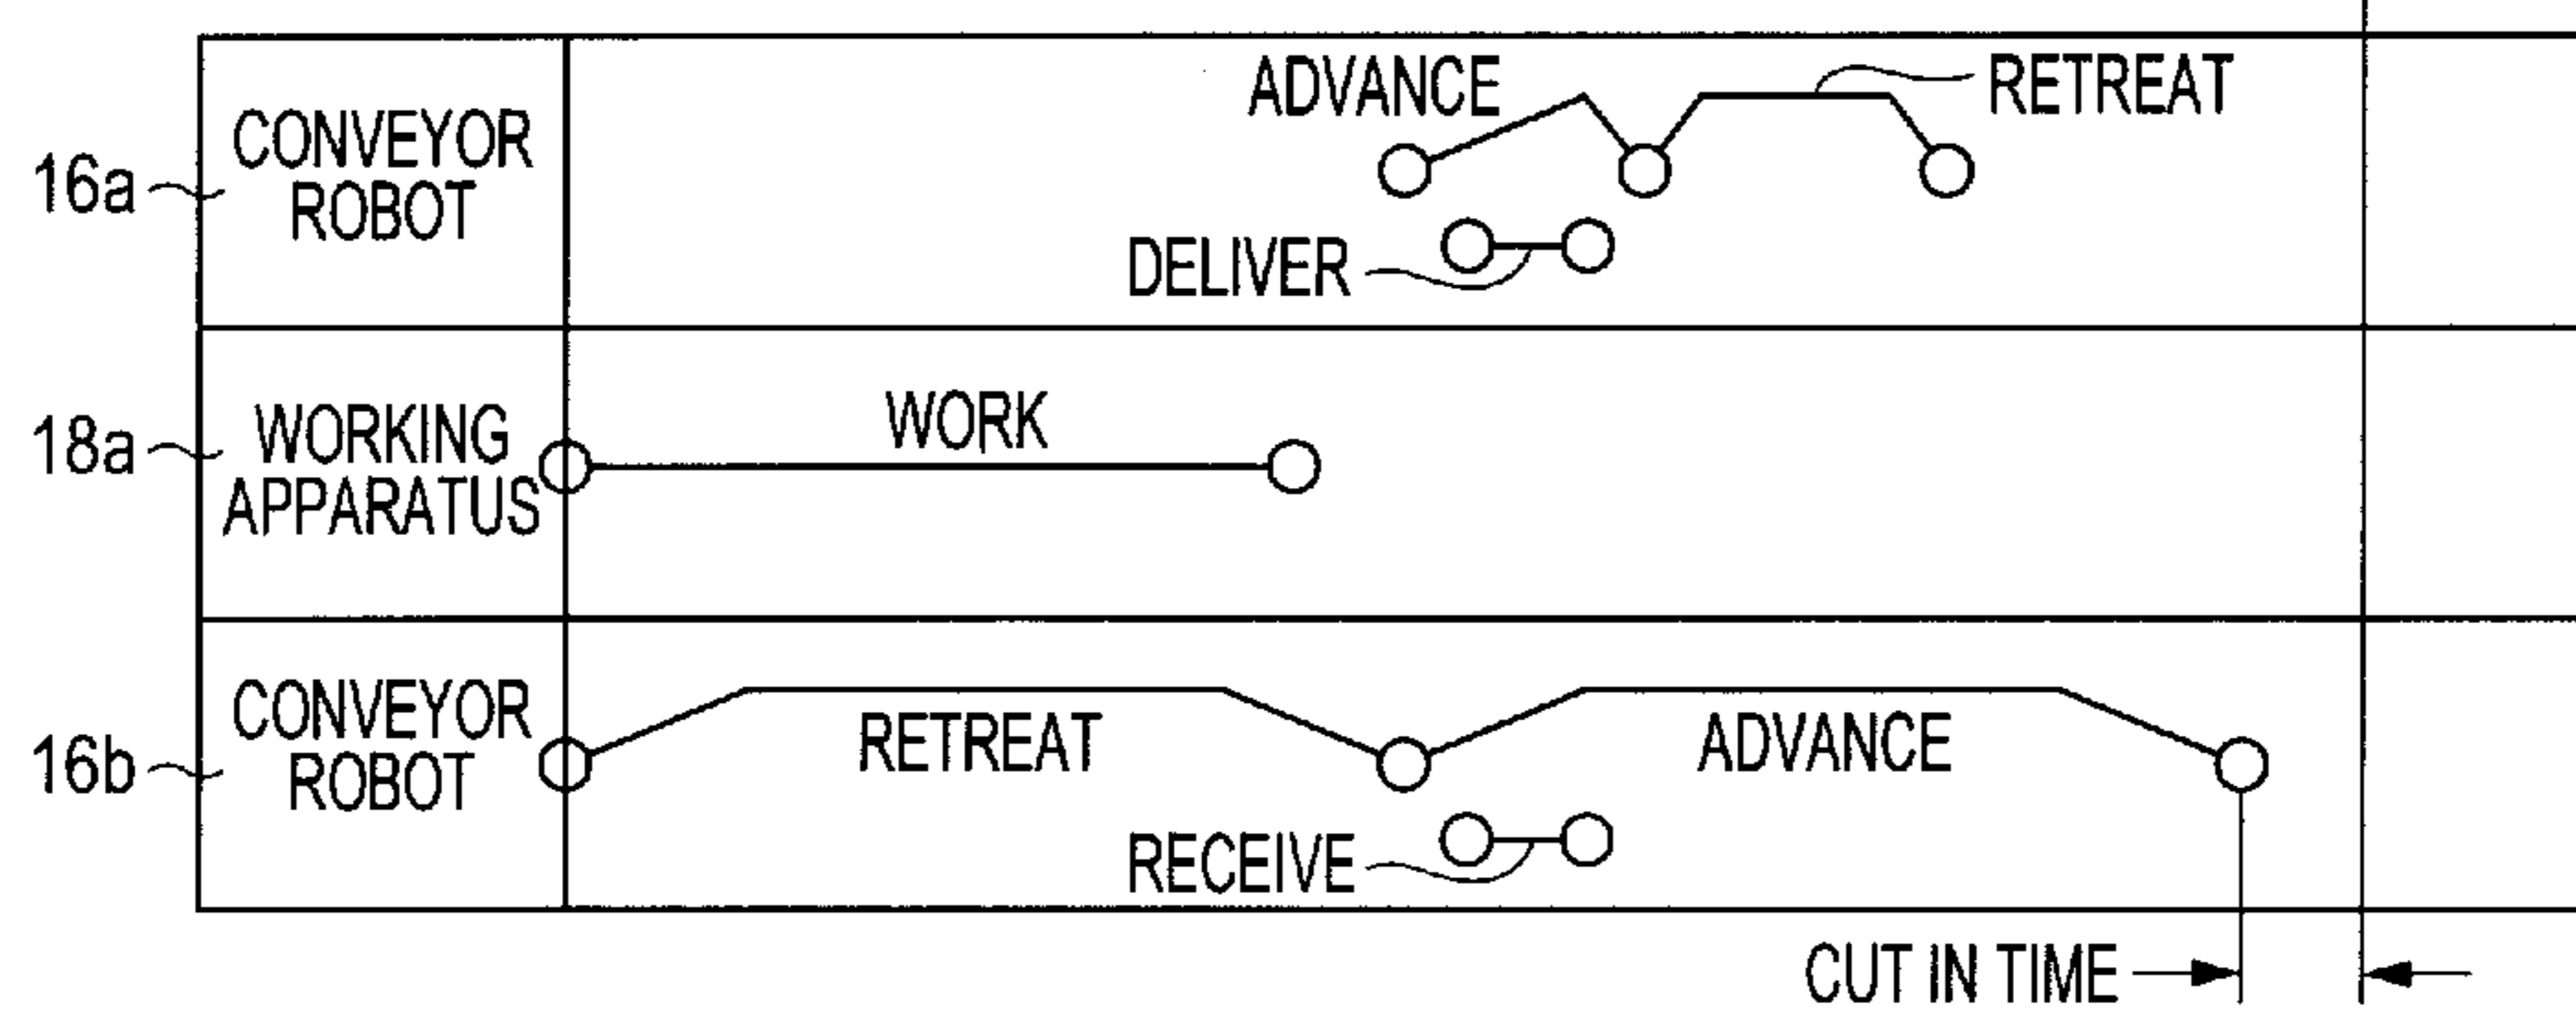 ADVANCE
RETREAT
16a
CONVEYOR
ROBOT
DELIVER
18a
WORKING
APPARATUS
WORK
16b
CONVEYOR
ROBOT
RETREAT
ADVANCE
RECEIVE
CUT IN TIME